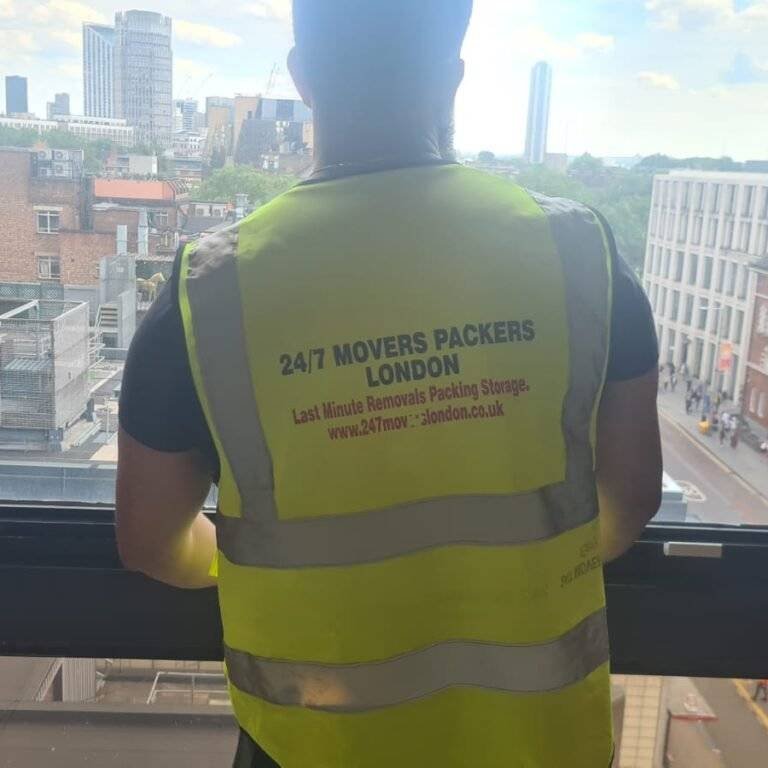 24/7 MOVERS PACKERS
LONDON
Last Minute Removals Packing Storage.